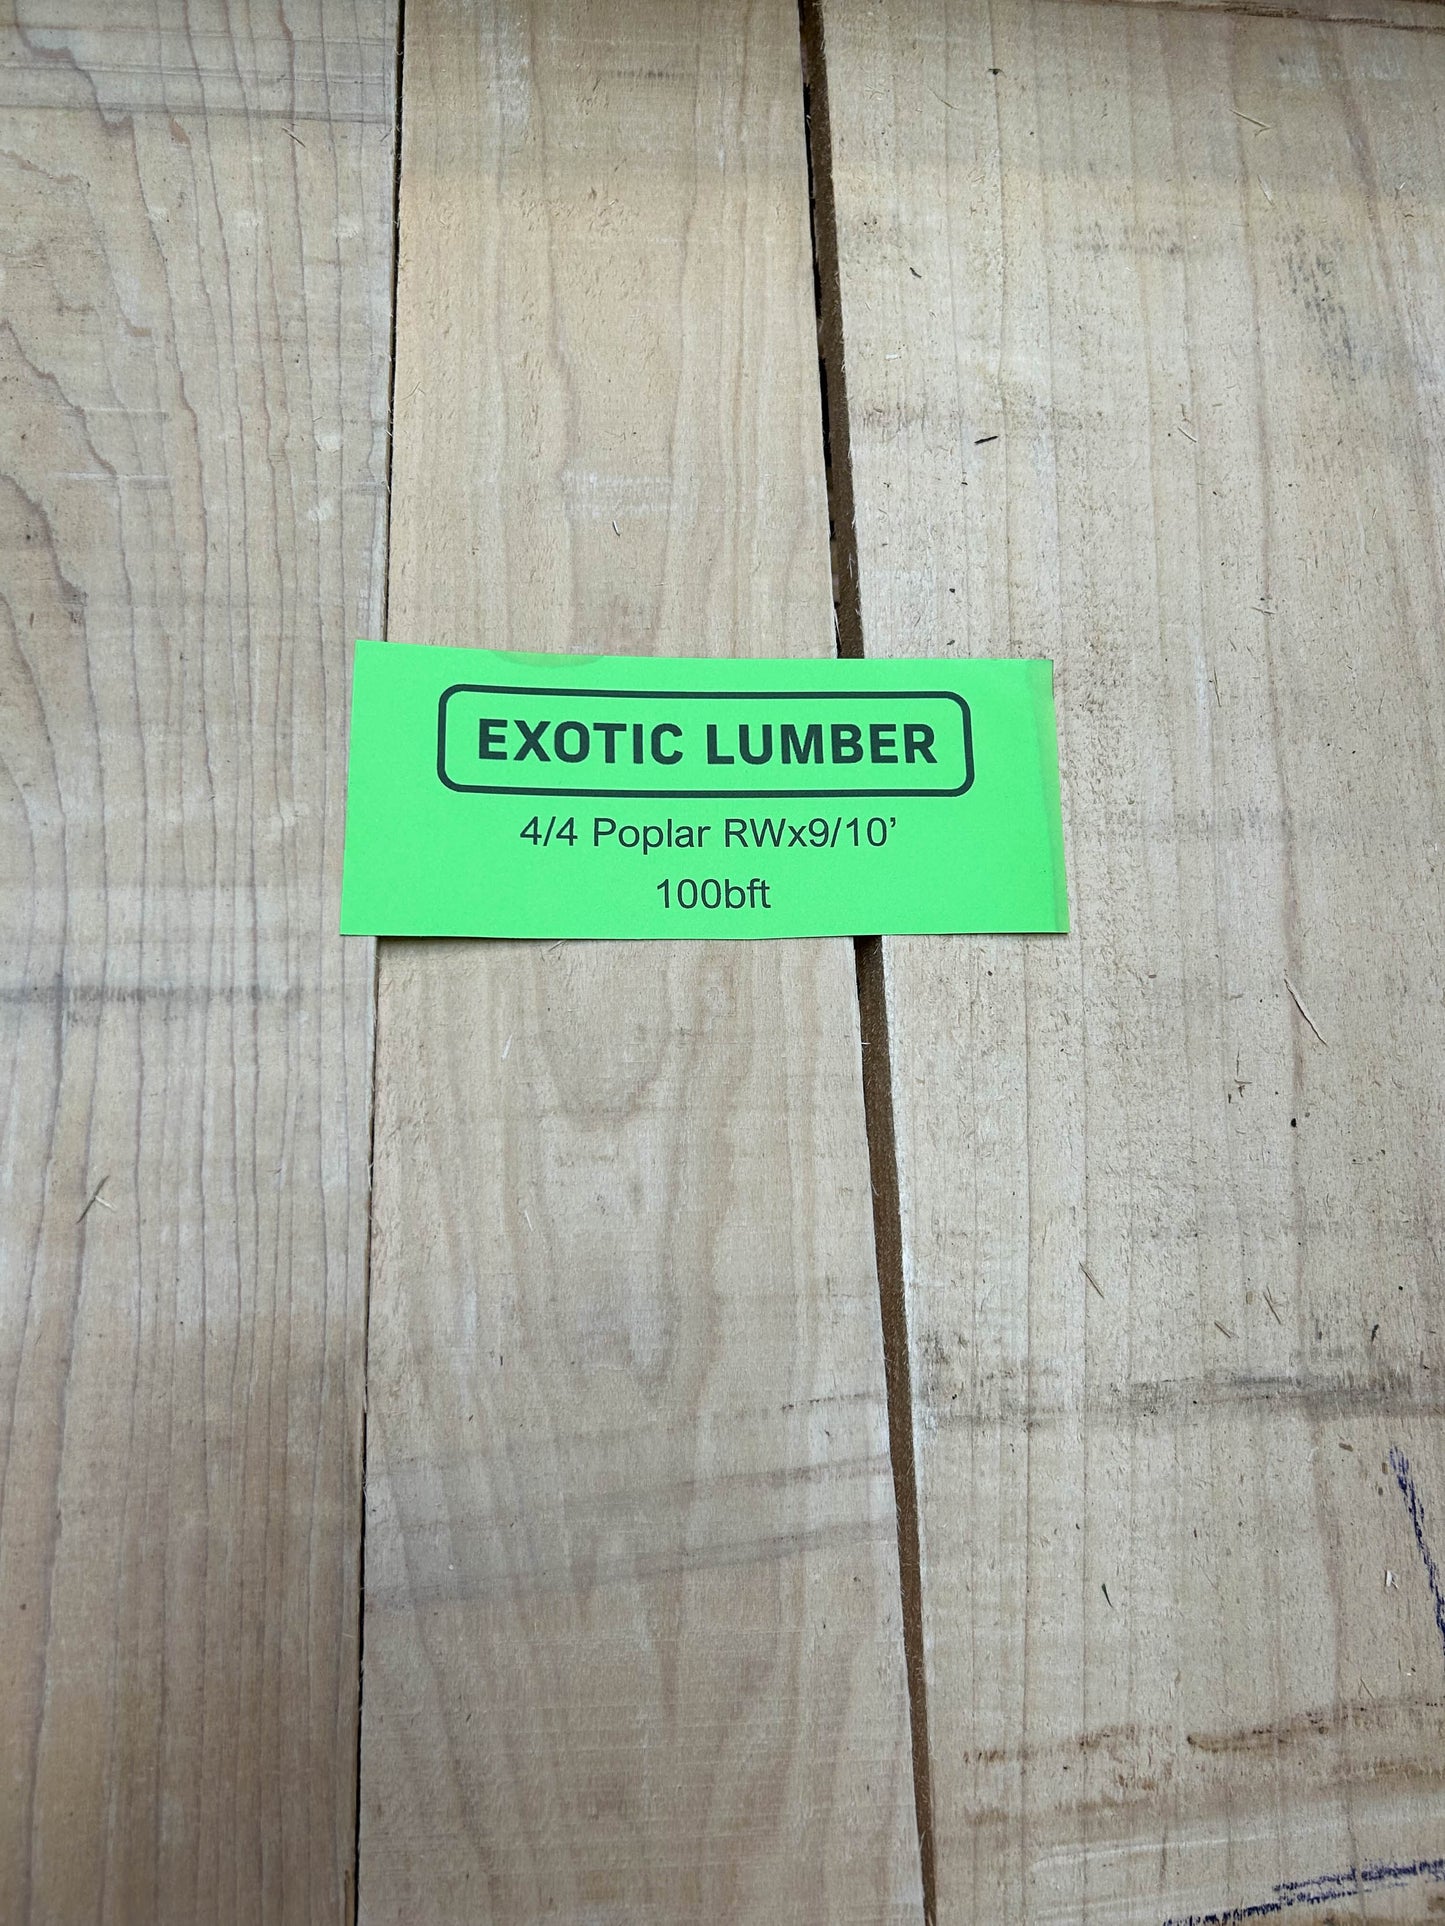 EXOTIC LUMBER
4/4 Poplar RWx9/10’
100bft